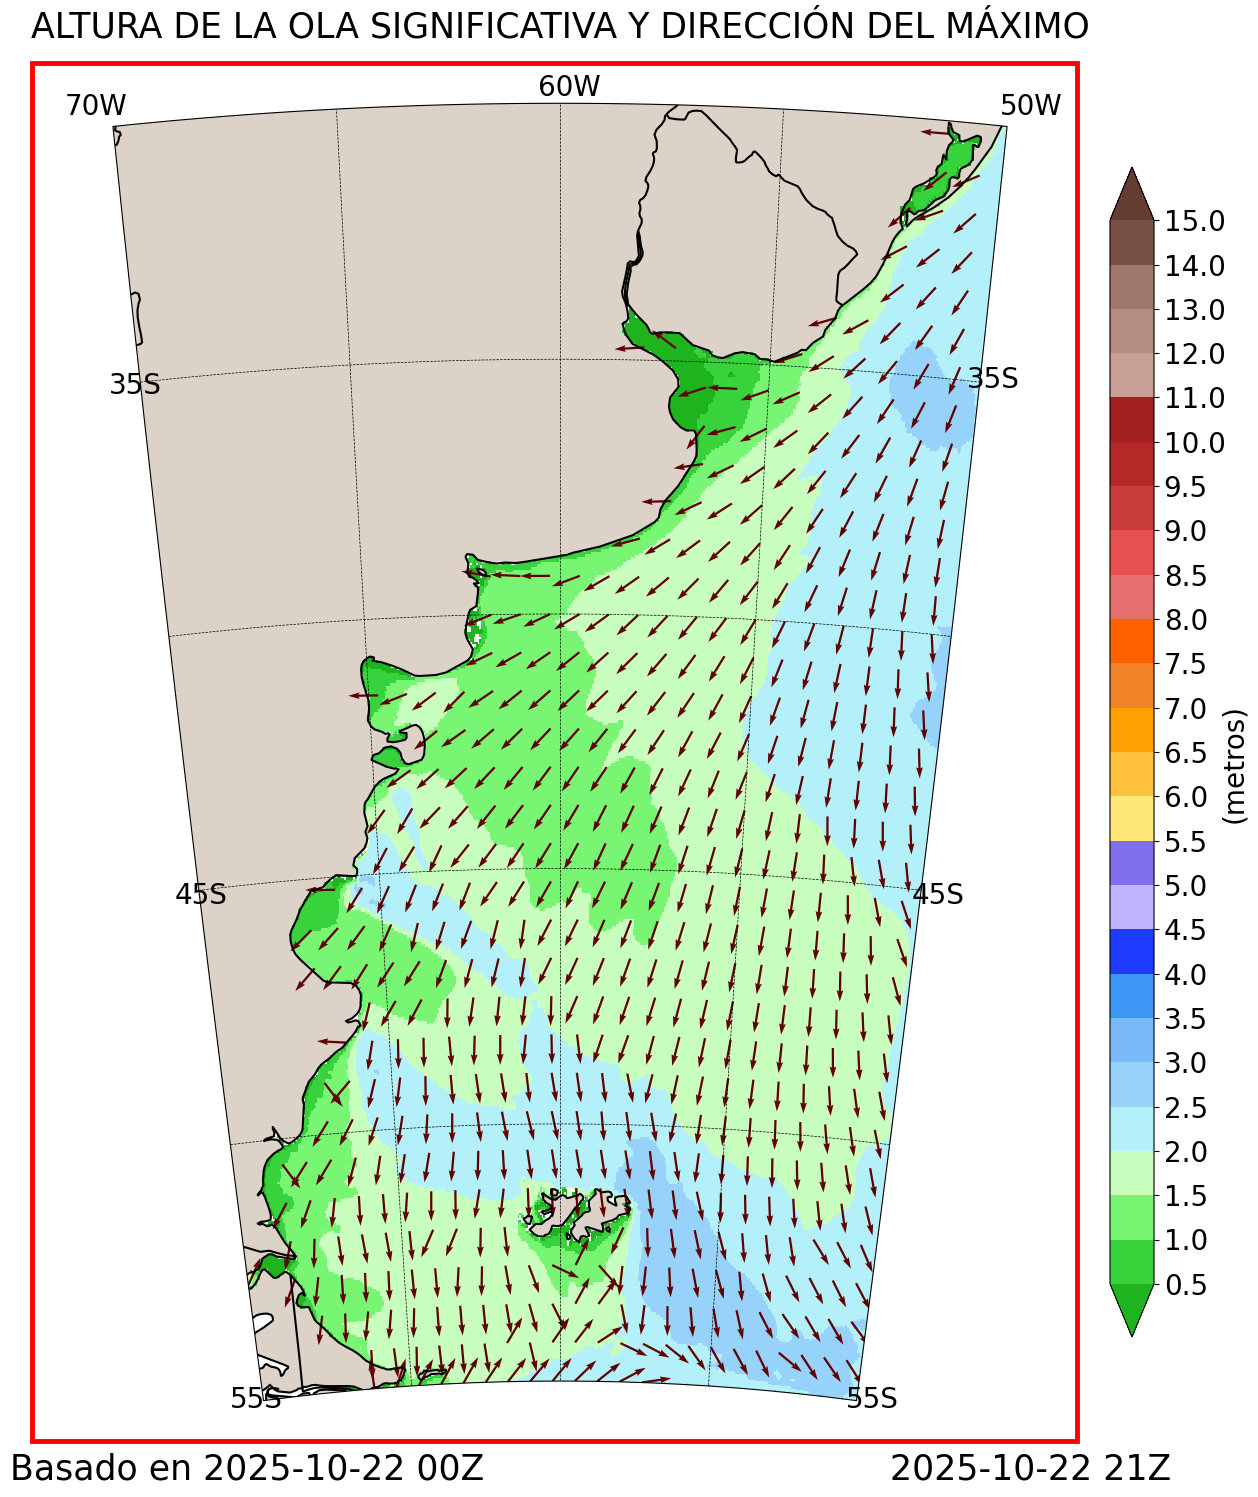 ALTURA DE LA OLA SIGNIFICATIVA Y DIRECCIÓN DEL MÁXIMO
70W
60W
50W
35S
35S
45S
45S
55S
55S
15.0
14.0
13.0
12.0
11.0
10.0
9.5
9.0
8.5
8.0
7.5
7.0
6.5
6.0
5.5
5.0
4.5
4.0
3.5
3.0
2.5
2.0
1.5
1.0
0.5
(metros)
Basado en 2025-10-22 00Z
2025-10-22 21Z